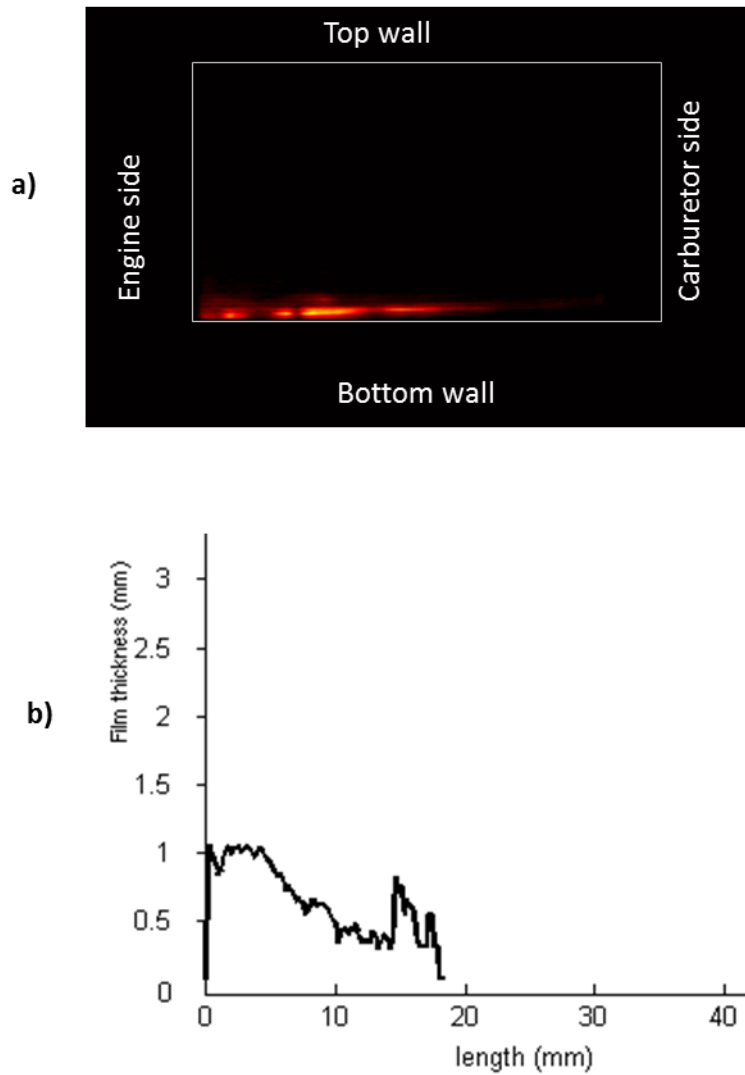 Top wall
a)
Engine side
Carburetor side
Bottom wall
b)
Film thickness (mm)
3
2.5
2
1.5
1
0.5
0
0 10 20 30 40
length (mm)